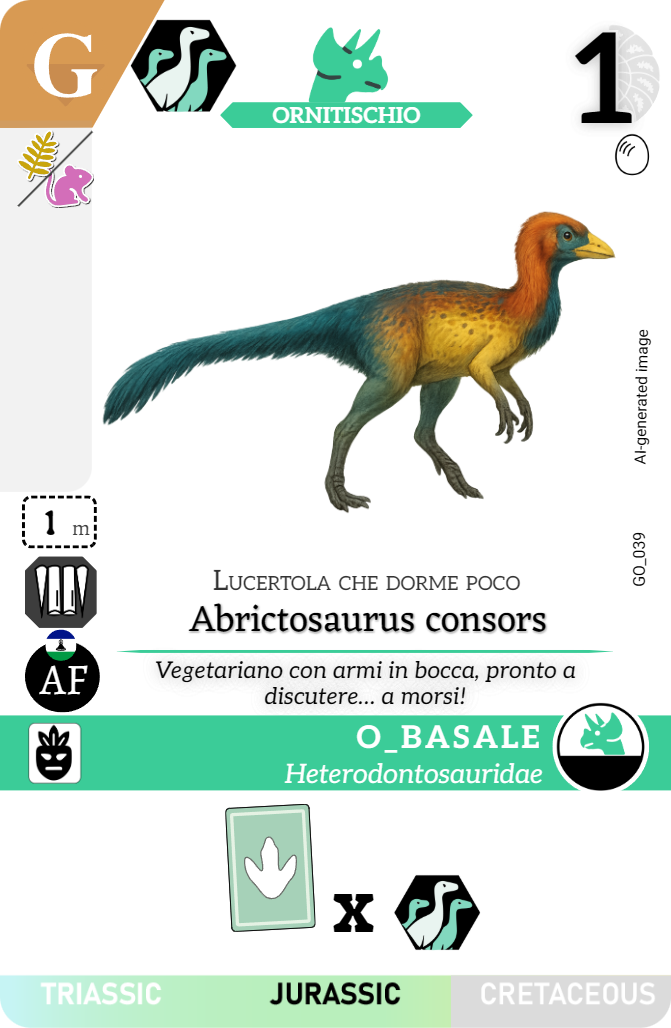 G
ORNITISCHIO
1
AI-generated image
GO_039
1 m
AF
Lucertola che dorme poco
Abrictosaurus consors
Vegetariano con armi in bocca, pronto a
discutere... a morsi!
O_BASALE
Heterodontosauridae
x
TRIASSIC JURASSIC CRETACEOUS